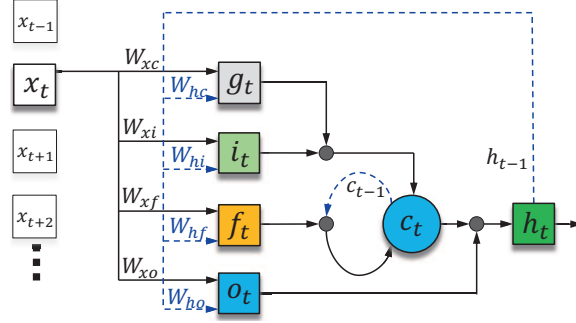 x_{t−1}
x_t
x_{t+1}
x_{t+2}
W_{xc}
W_{hc}
g_t
W_{xi}
W_{hi}
i_t
W_{xf}
W_{hf}
f_t
W_{xo}
W_{ho}
o_t
c_{t−1}
c_t
h_{t−1}
h_t